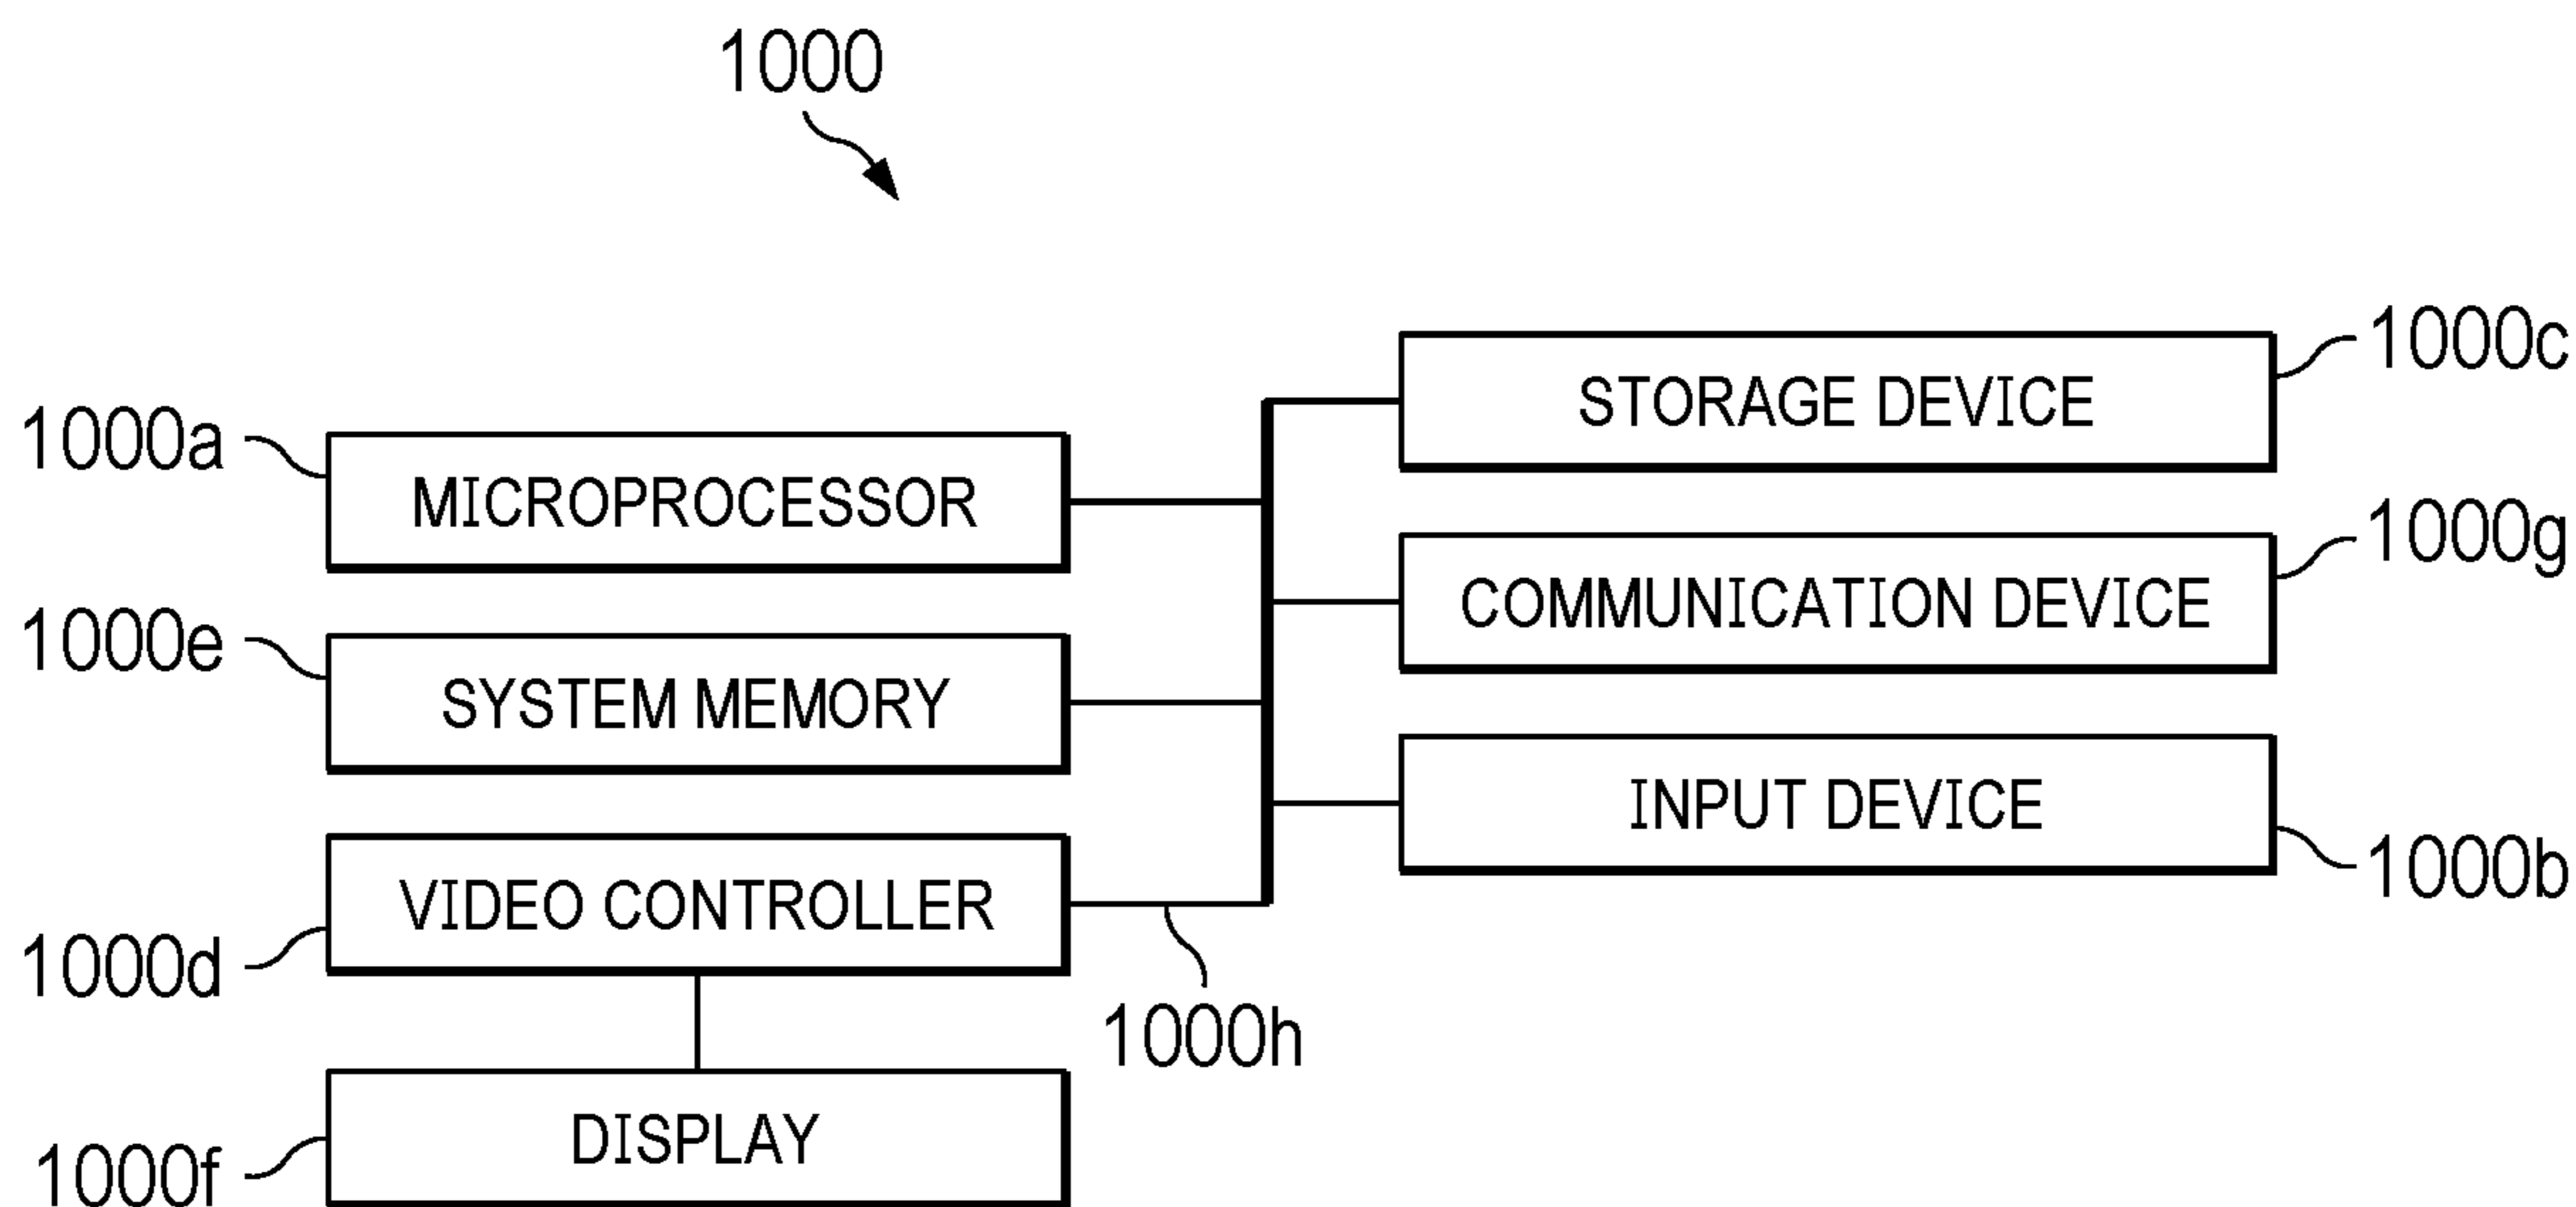 1000
1000c
STORAGE DEVICE
1000a
MICROPROCESSOR
1000g
COMMUNICATION DEVICE
1000e
SYSTEM MEMORY
INPUT DEVICE
1000b
VIDEO CONTROLLER
1000d
1000h
DISPLAY
1000f